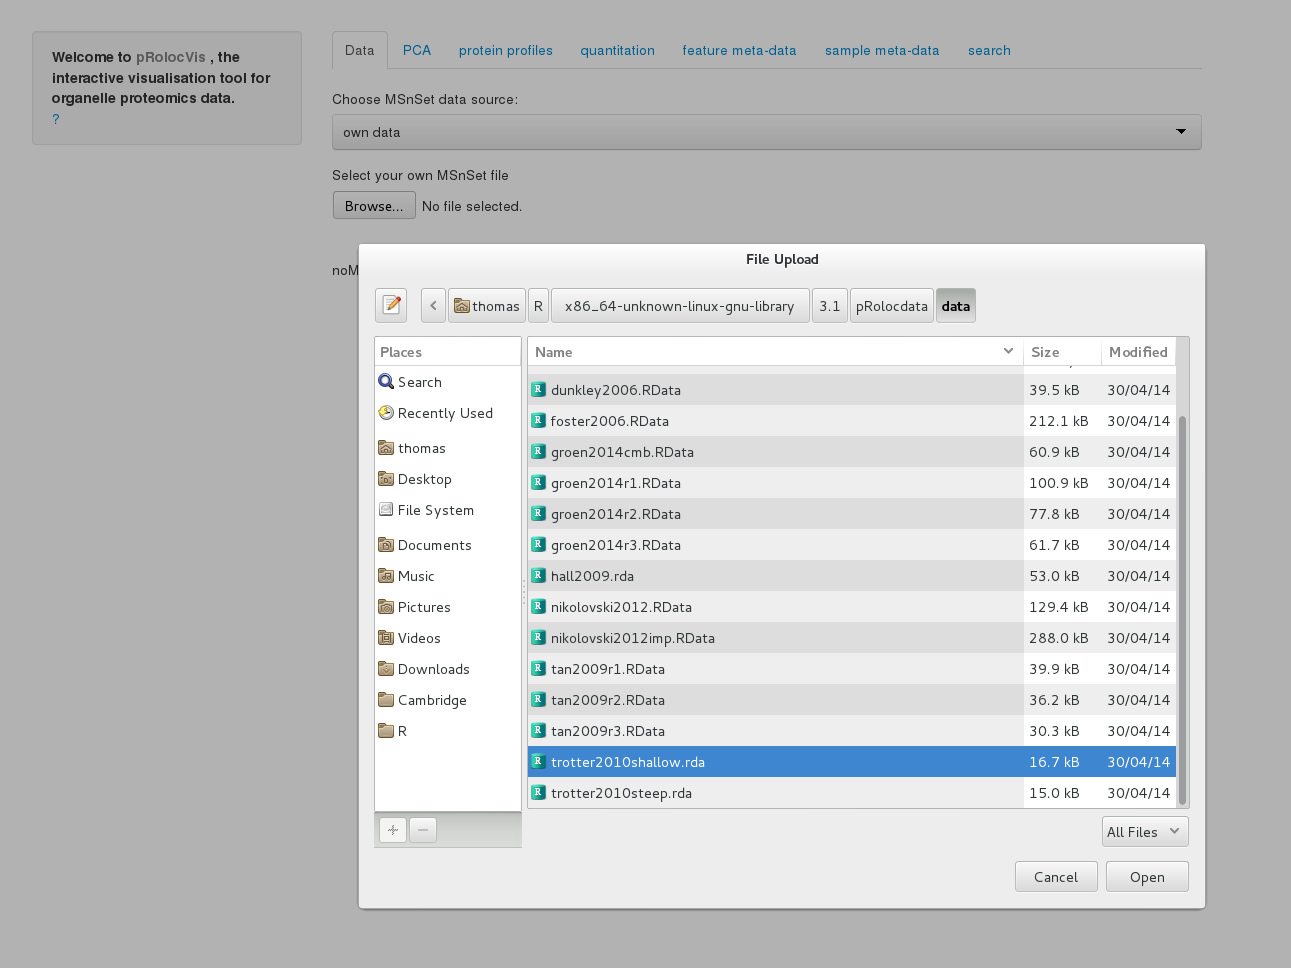 Welcome to pRolocVis , the
interactive visualisation tool for
organelle proteomics data.
?
Data PCA protein profiles quantitation feature meta-data sample meta-data search
Choose MSnSet data source:
own data
Select your own MSnSet file
Browse... No file selected.
noM
File Upload
thomas R x86_64-unknown-linux-gnu-library 3.1 pRolocdata data
Places
Search
Recently Used
thomas
Desktop
File System
Documents
Music
Pictures
Videos
Downloads
Cambridge
R
Name Size Modified
dunkley2006.RData 39.5 kB 30/04/14
foster2006.RData 212.1 kB 30/04/14
groen2014cmb.RData 60.9 kB 30/04/14
groen2014r1.RData 100.9 kB 30/04/14
groen2014r2.RData 77.8 kB 30/04/14
groen2014r3.RData 61.7 kB 30/04/14
hall2009.rda 53.0 kB 30/04/14
nikolovski2012.RData 129.4 kB 30/04/14
nikolovski2012imp.RData 288.0 kB 30/04/14
tan2009r1.RData 39.9 kB 30/04/14
tan2009r2.RData 36.2 kB 30/04/14
tan2009r3.RData 30.3 kB 30/04/14
trotter2010shallow.rda 16.7 kB 30/04/14
trotter2010steep.rda 15.0 kB 30/04/14
All Files
Cancel Open